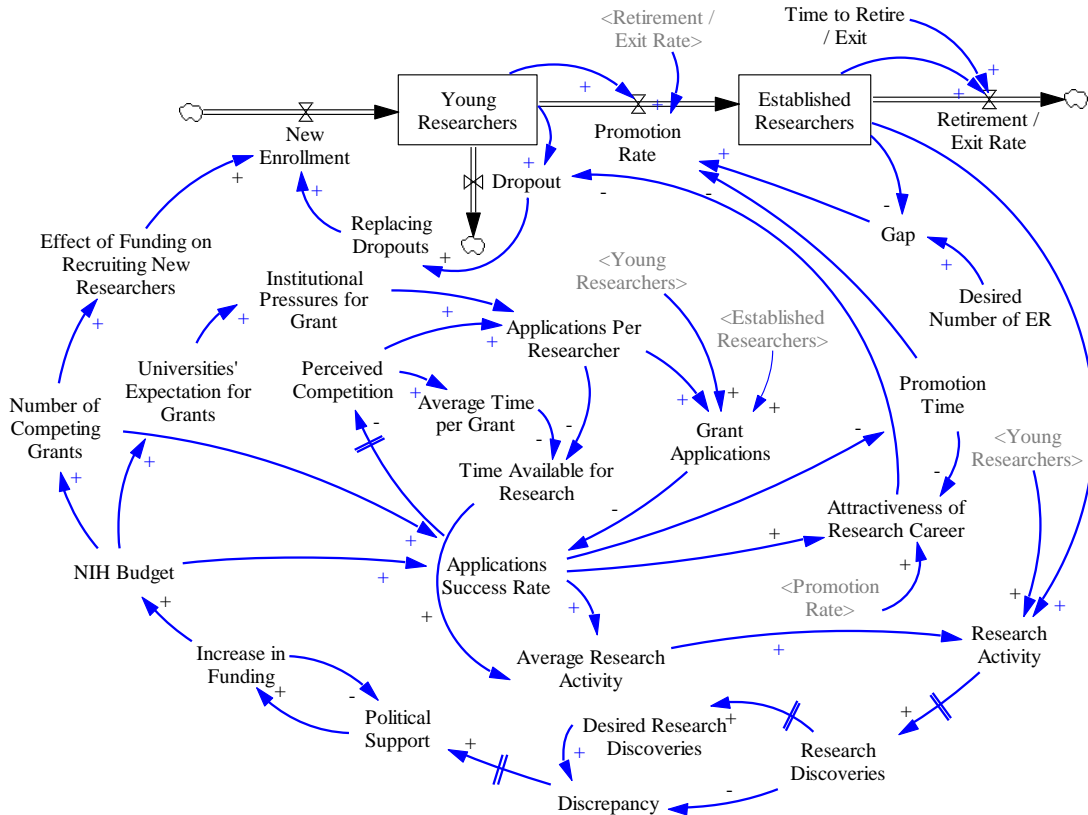 <Retirement /
Exit Rate>
Time to Retire
/ Exit
Young
Researchers
Established
Researchers
New
Enrollment
Promotion
Rate
Retirement /
Exit Rate
Dropout
Replacing
Dropouts
Gap
Effect of Funding on
Recruiting New
Researchers
Institutional
Pressures for
Grant
<Young
Researchers>
Desired
Number of ER
Applications Per
Researcher
<Established
Researchers>
Universities'
Expectation for
Grants
Perceived
Competition
Promotion
Time
Number of
Competing
Grants
Average Time
per Grant
Grant
Applications
<Young
Researchers>
Time Available for
Research
Attractiveness of
Research Career
NIH Budget
Applications
Success Rate
<Promotion
Rate>
Research
Activity
Increase in
Funding
Average Research
Activity
Political
Support
Desired Research
Discoveries
Research
Discoveries
Discrepancy